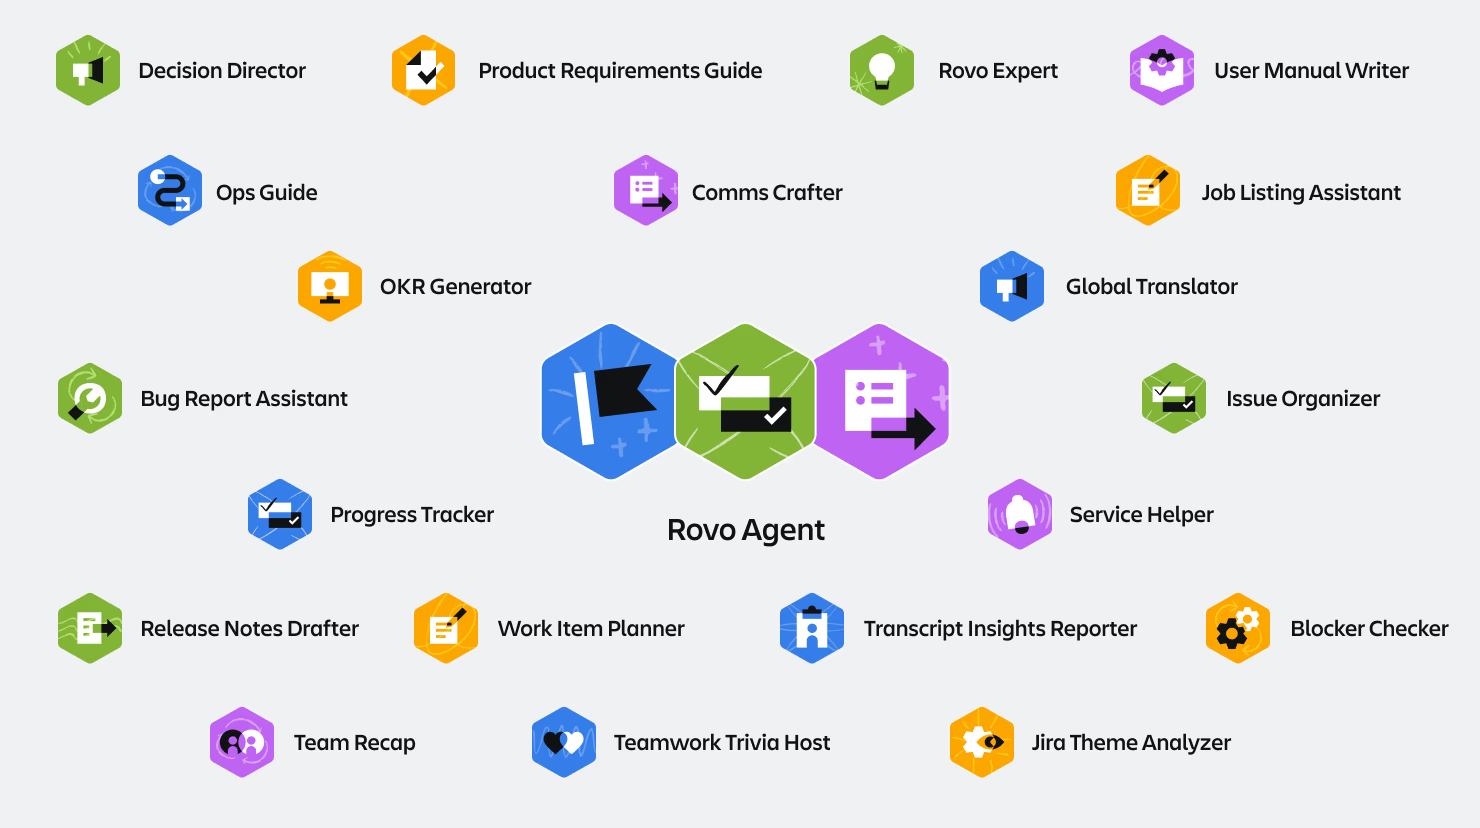 Decision Director
Product Requirements Guide
Rovo Expert
User Manual Writer
Ops Guide
Comms Crafter
Job Listing Assistant
OKR Generator
Global Translator
Bug Report Assistant
Issue Organizer
Progress Tracker
Service Helper
Rovo Agent
Release Notes Drafter
Work Item Planner
Transcript Insights Reporter
Blocker Checker
Team Recap
Teamwork Trivia Host
Jira Theme Analyzer